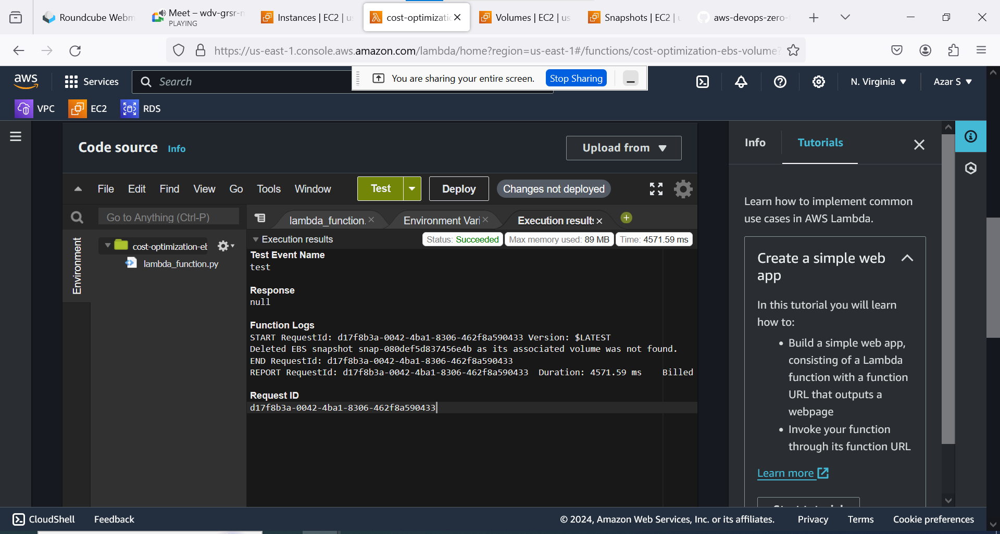 Roundcube Webm
Meet – wdv-grsr-n
PLAYING
Instances | EC2 | us
cost-optimizatio
Volumes | EC2 | us
Snapshots | EC2 | u
aws-devops-zero-t
https://us-east-1.console.aws.amazon.com/lambda/home?region=us-east-1#/functions/cost-optimization-ebs-volume?
aws
Services
Search
You are sharing your entire screen.
Stop Sharing
N. Virginia
Azar S
VPC
EC2
RDS
Code source
Info
Upload from
Info
Tutorials
File
Edit
Find
View
Go
Tools
Window
Test
Deploy
Changes not deployed
Go to Anything (Ctrl-P)
lambda_function.
Environment Vari
Execution results
Environment
cost-optimization-eb
lambda_function.py
Execution results
Status: Succeeded
Max memory used: 89 MB
Time: 4571.59 ms
Test Event Name
test
Response
null
Function Logs
START RequestId: d17f8b3a-0042-4ba1-8306-462f8a590433 Version: $LATEST
Deleted EBS snapshot snap-080def5d837456e4b as its associated volume was not found.
END RequestId: d17f8b3a-0042-4ba1-8306-462f8a590433
REPORT RequestId: d17f8b3a-0042-4ba1-8306-462f8a590433 Duration: 4571.59 ms Billed
Request ID
d17f8b3a-0042-4ba1-8306-462f8a590433
Learn how to implement common
use cases in AWS Lambda.
Create a simple web
app
In this tutorial you will learn
how to:
• Build a simple web app,
consisting of a Lambda
function with a function
URL that outputs a
webpage
• Invoke your function
through its function URL
Learn more
CloudShell
Feedback
© 2024, Amazon Web Services, Inc. or its affiliates.
Privacy
Terms
Cookie preferences